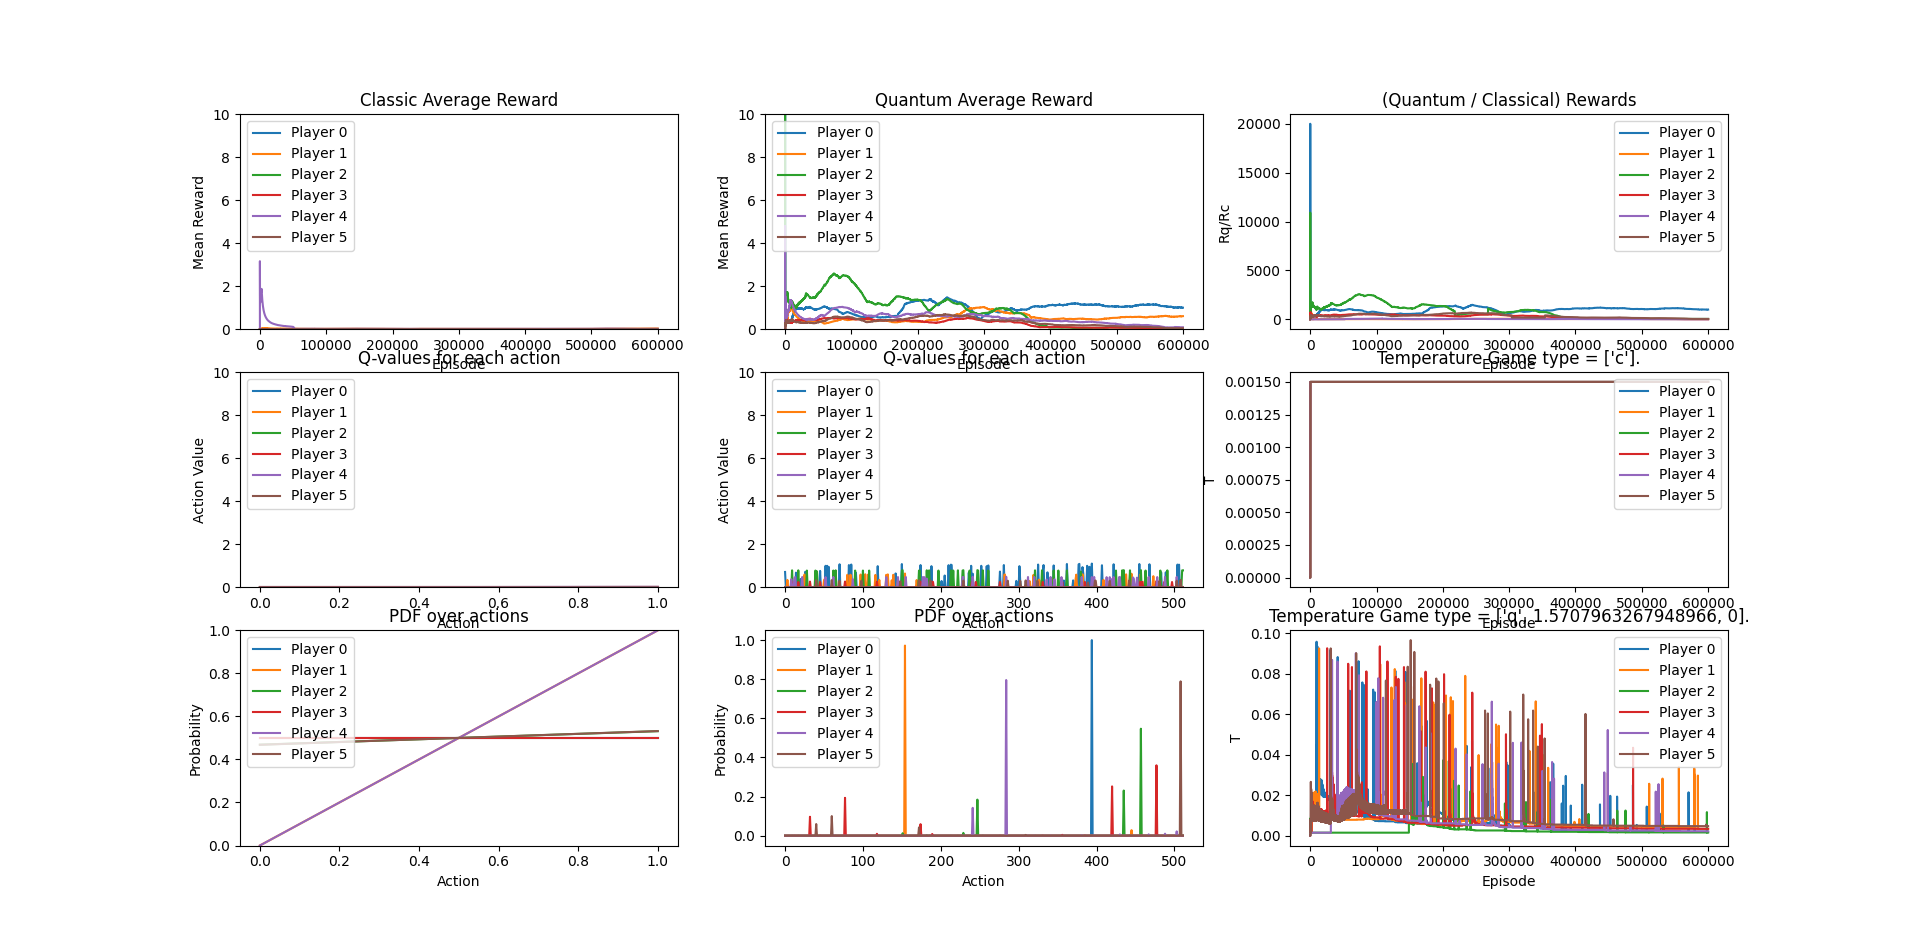 Classic Average Reward
10
8
6
4
2
0
Mean Reward
Player 0
Player 1
Player 2
Player 3
Player 4
Player 5
0 100000 200000 300000 400000 500000 600000
Episode
Quantum Average Reward
10
8
6
4
2
0
Mean Reward
Player 0
Player 1
Player 2
Player 3
Player 4
Player 5
0 100000 200000 300000 400000 500000 600000
Episode
(Quantum / Classical) Rewards
20000
15000
10000
5000
0
Rq/Rc
Player 0
Player 1
Player 2
Player 3
Player 4
Player 5
0 100000 200000 300000 400000 500000 600000
Episode
Q-values for each action
10
8
6
4
2
0
Action Value
Player 0
Player 1
Player 2
Player 3
Player 4
Player 5
0.0 0.2 0.4 0.6 0.8 1.0
Action
Q-values for each action
10
8
6
4
2
0
Action Value
Player 0
Player 1
Player 2
Player 3
Player 4
Player 5
0 100 200 300 400 500
Action
Temperature Game type = ['c'].
0.00150
0.00125
0.00100
0.00075
0.00050
0.00025
0.00000
T
Player 0
Player 1
Player 2
Player 3
Player 4
Player 5
0 100000 200000 300000 400000 500000 600000
Episode
PDF over actions
1.0
0.8
0.6
0.4
0.2
0.0
Probability
Player 0
Player 1
Player 2
Player 3
Player 4
Player 5
0.0 0.2 0.4 0.6 0.8 1.0
Action
PDF over actions
1.0
0.8
0.6
0.4
0.2
0.0
Probability
Player 0
Player 1
Player 2
Player 3
Player 4
Player 5
0 100 200 300 400 500
Action
Temperature Game type = ['q', 1.5707963267948966, 0].
0.10
0.08
0.06
0.04
0.02
0.00
T
Player 0
Player 1
Player 2
Player 3
Player 4
Player 5
0 100000 200000 300000 400000 500000 600000
Episode